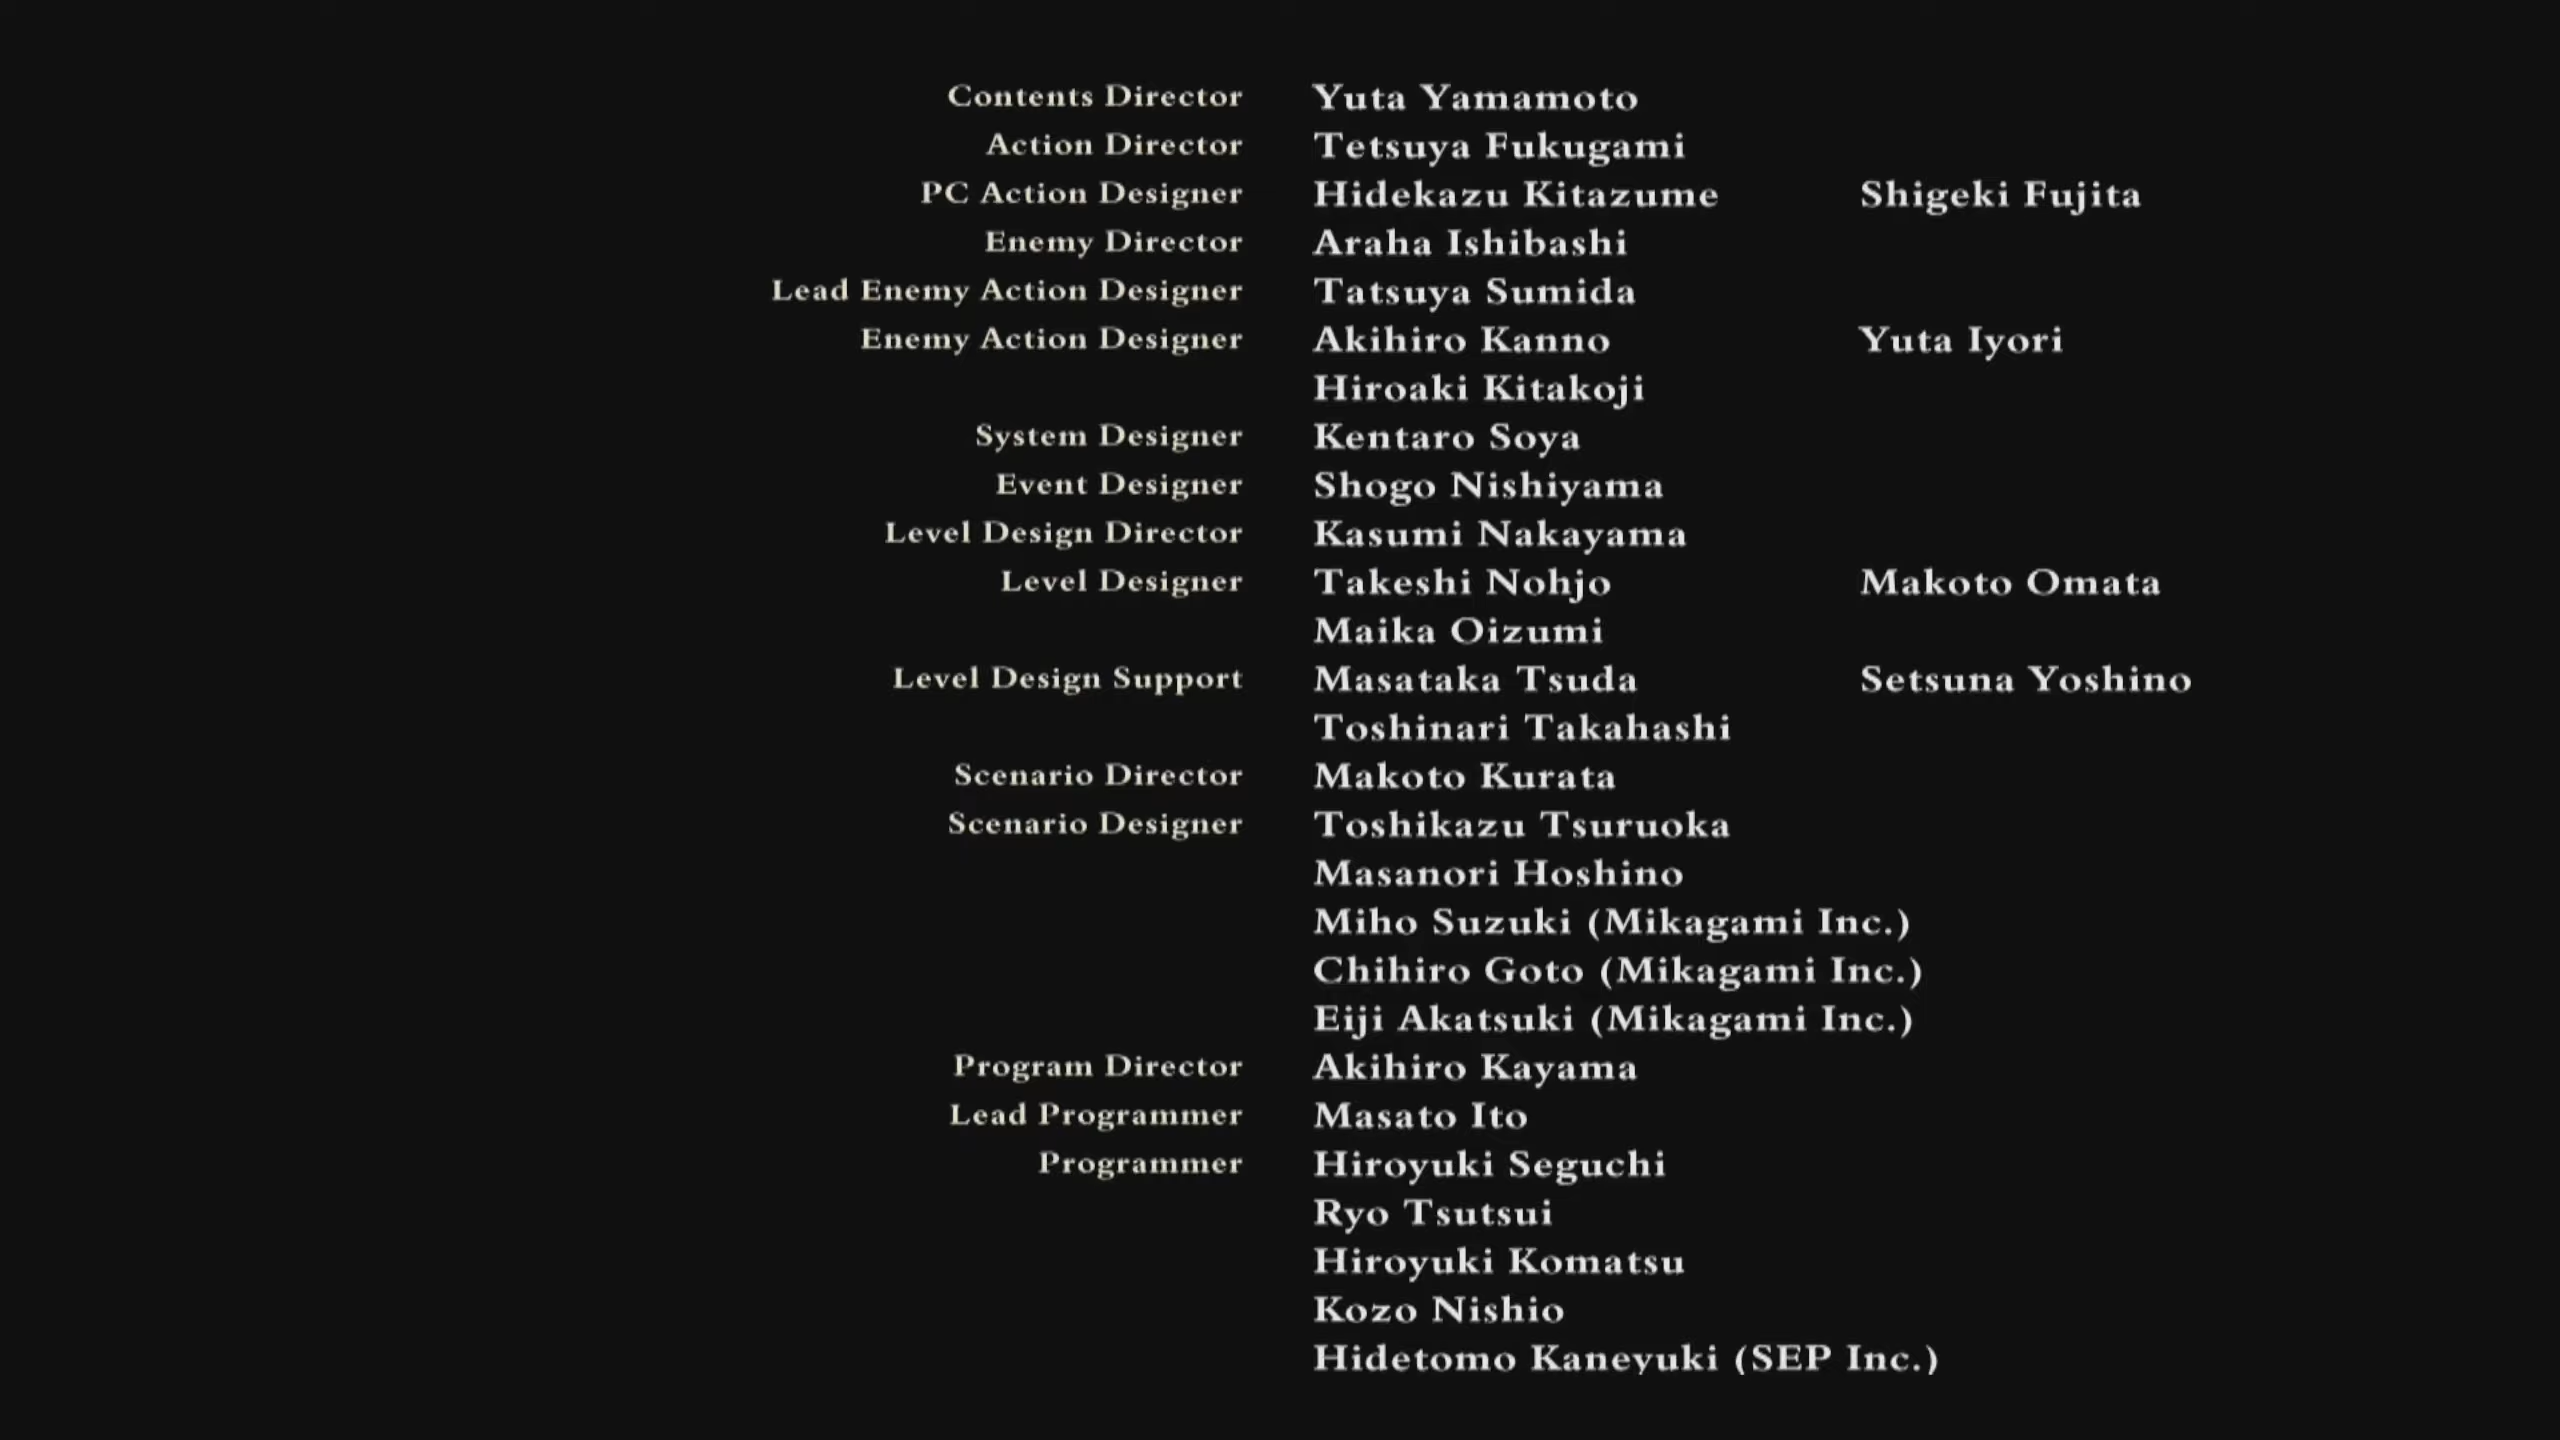 Contents Director Yuta Yamamoto
Action Director Tetsuya Fukugami
PC Action Designer Hidekazu Kitazume Shigeki Fujita
Enemy Director Araha Ishibashi
Lead Enemy Action Designer Tatsuya Sumida
Enemy Action Designer Akihiro Kanno Yuta Iyori
Hiroaki Kitakoji
System Designer Kentaro Soya
Event Designer Shogo Nishiyama
Level Design Director Kasumi Nakayama
Level Designer Takeshi Nohjo Makoto Omata
Maika Oizumi
Level Design Support Masataka Tsuda Setsuna Yoshino
Toshinari Takahashi
Scenario Director Makoto Kurata
Scenario Designer Toshikazu Tsuruoka
Masanori Hoshino
Miho Suzuki (Mikagami Inc.)
Chihiro Goto (Mikagami Inc.)
Eiji Akatsuki (Mikagami Inc.)
Program Director Akihiro Kayama
Lead Programmer Masato Ito
Programmer Hiroyuki Seguchi
Ryo Tsutsui
Hiroyuki Komatsu
Kozo Nishio
Hidetomo Kaneyuki (SEP Inc.)